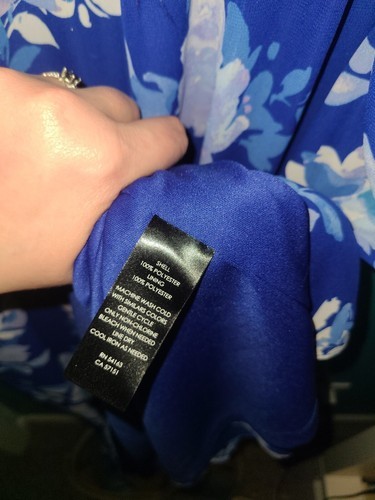 SHELL
100% POLYESTER
LINING
100% POLYESTER
MACHINE WASH COLD
WITH SIMILAR COLORS
GENTLE CYCLE
ONLY NON-CHLORINE
BLEACH WHEN NEEDED
LINE DRY
COOL IRON AS NEEDED
RN 54163
CA 57151